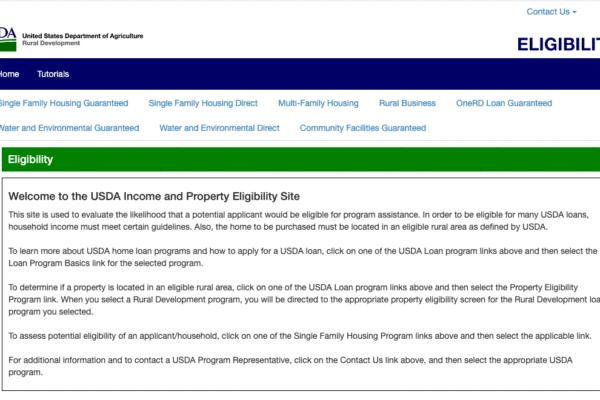 Contact Us
DA United States Department of Agriculture
Rural Development
ELIGIBILIT
Home Tutorials
Single Family Housing Guaranteed Single Family Housing Direct Multi-Family Housing Rural Business OneRD Loan Guaranteed
Water and Environmental Guaranteed Water and Environmental Direct Community Facilities Guaranteed
Eligibility
Welcome to the USDA Income and Property Eligibility Site
This site is used to evaluate the likelihood that a potential applicant would be eligible for program assistance. In order to be eligible for many USDA loans,
household income must meet certain guidelines. Also, the home to be purchased must be located in an eligible rural area as defined by USDA.
To learn more about USDA home loan programs and how to apply for a USDA loan, click on one of the USDA Loan program links above and then select the
Loan Program Basics link for the selected program.
To determine if a property is located in an eligible rural area, click on one of the USDA Loan program links above and then select the Property Eligibility
Program link. When you select a Rural Development program, you will be directed to the appropriate property eligibility screen for the Rural Development loa
program you selected.
To assess potential eligibility of an applicant/household, click on one of the Single Family Housing Program links above and then select the applicable link.
For additional information and to contact a USDA Program Representative, click on the Contact Us link above, and then select the appropriate USDA
program.